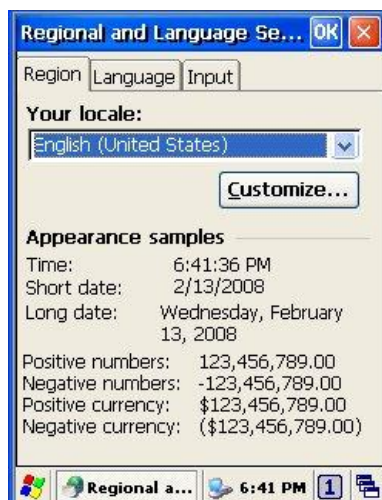 Regional and Language Se... OK
Region Language Input
Your locale:
English (United States)
Customize...
Appearance samples
Time: 6:41:36 PM
Short date: 2/13/2008
Long date: Wednesday, February
13, 2008
Positive numbers: 123,456,789.00
Negative numbers: -123,456,789.00
Positive currency: $123,456,789.00
Negative currency: ($123,456,789.00)
Regional a... 6:41 PM 1